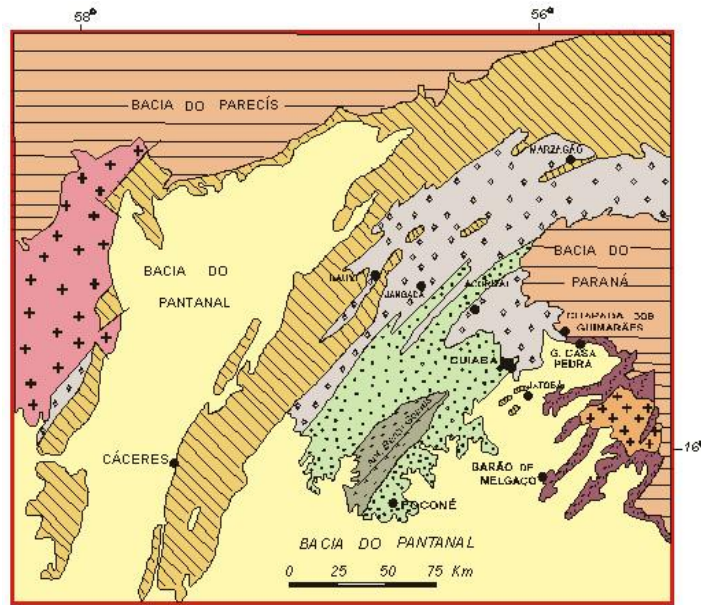 58°
56°
BACIA DO PARECÍS
MARZAGÃO
BACIA DO
PARANÁ
BACIA DO
PANTANAL
JANGADA
CHAPADA DOS
GUIMARÃES
G. CASA
PEDRA
CUIABÁ
JATOBÁ
16°
CÁCERES
BARÃO DE
MELGAÇO
POCONÉ
BACIA DO PANTANAL
0 25 50 75 Km